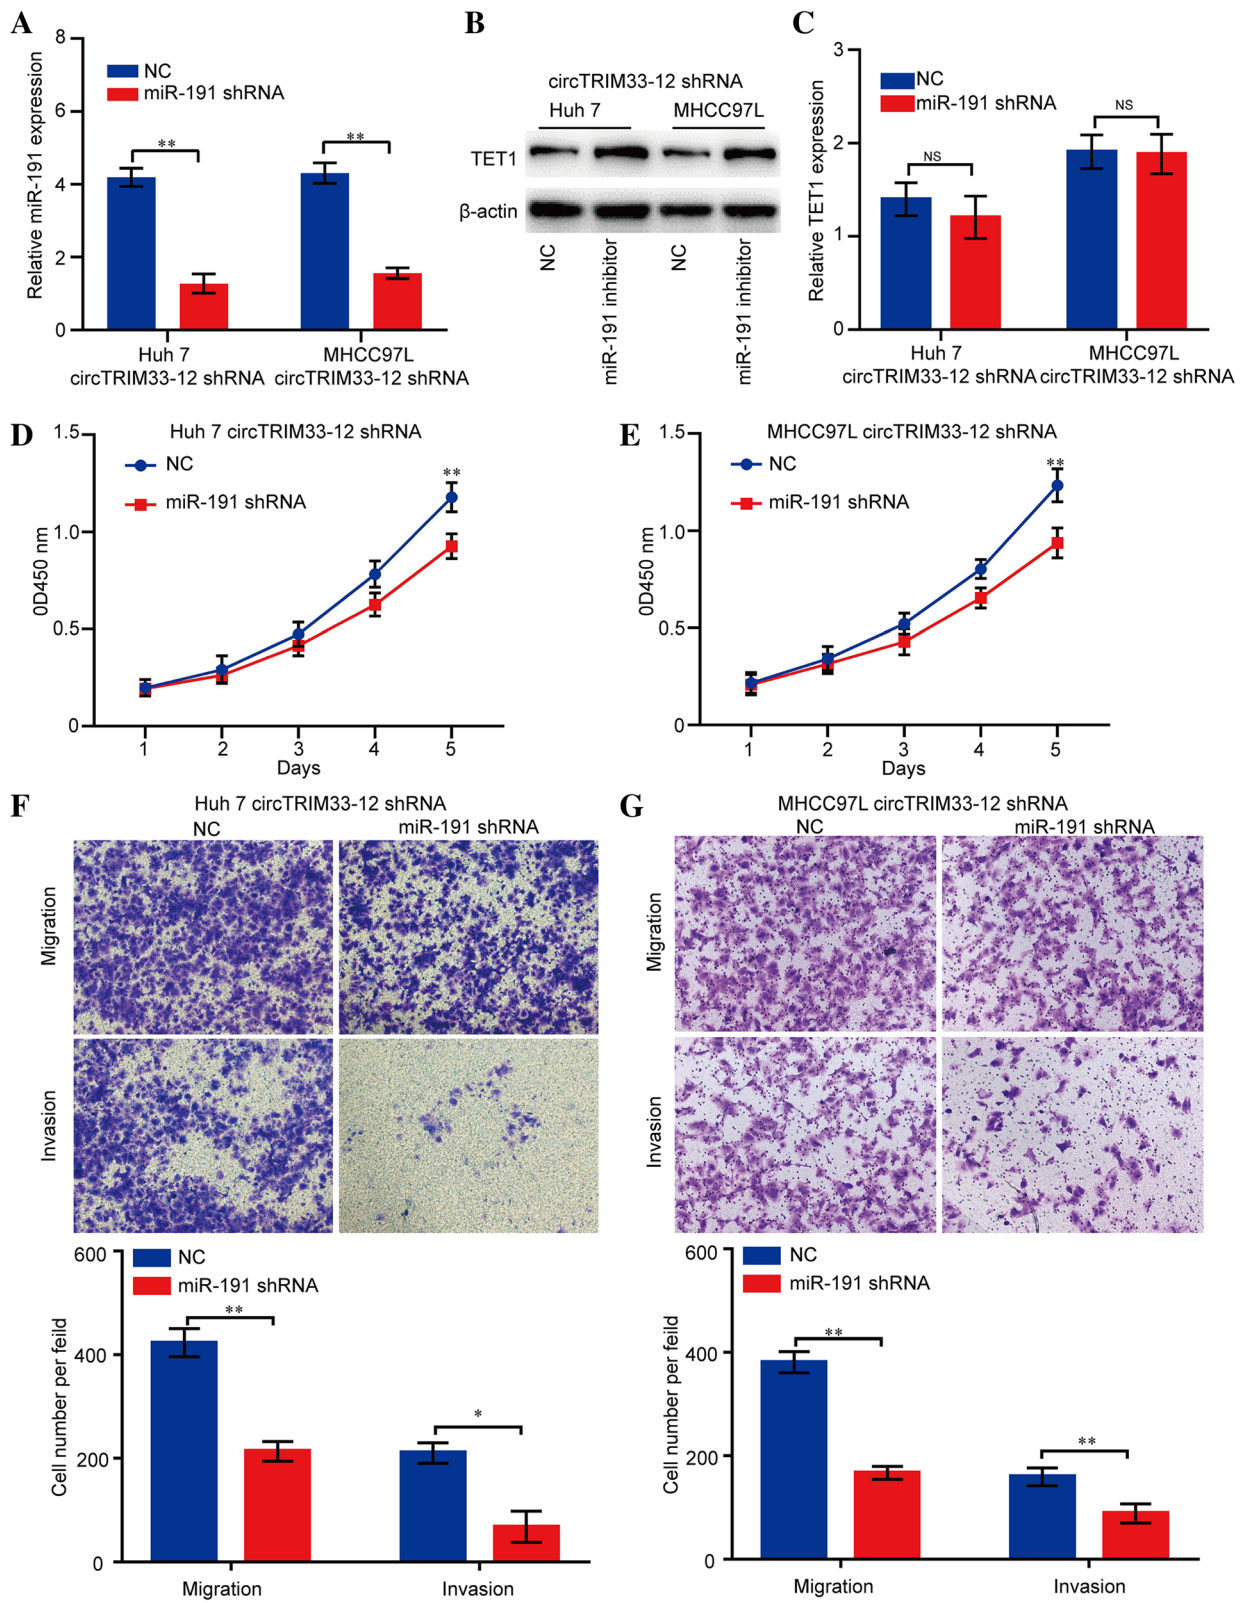 A
8
6
4
2
0
Relative miR-191 expression
NC
miR-191 shRNA
**
**
Huh 7
circTRIM33-12 shRNA
MHCC97L
circTRIM33-12 shRNA
B
circTRIM33-12 shRNA
Huh 7
MHCC97L
TET1
β-actin
NC
miR-191 inhibitor
NC
miR-191 inhibitor
C
3
2
1
0
Relative TET1 expression
NC
miR-191 shRNA
NS
NS
Huh 7
circTRIM33-12 shRNA
MHCC97L
circTRIM33-12 shRNA
D
Huh 7 circTRIM33-12 shRNA
1.5
1.0
0.5
0
0D450 nm
NC
miR-191 shRNA
**
1 2 3 4 5
Days
E
MHCC97L circTRIM33-12 shRNA
1.5
1.0
0.5
0
0D450 nm
NC
miR-191 shRNA
**
1 2 3 4 5
Days
F
Huh 7 circTRIM33-12 shRNA
NC
miR-191 shRNA
Migration
Invasion
600
400
200
0
Cell number per feild
NC
miR-191 shRNA
**
*
Migration
Invasion
G
MHCC97L circTRIM33-12 shRNA
NC
miR-191 shRNA
Migration
Invasion
600
400
200
0
Cell number per feild
NC
miR-191 shRNA
**
**
Migration
Invasion